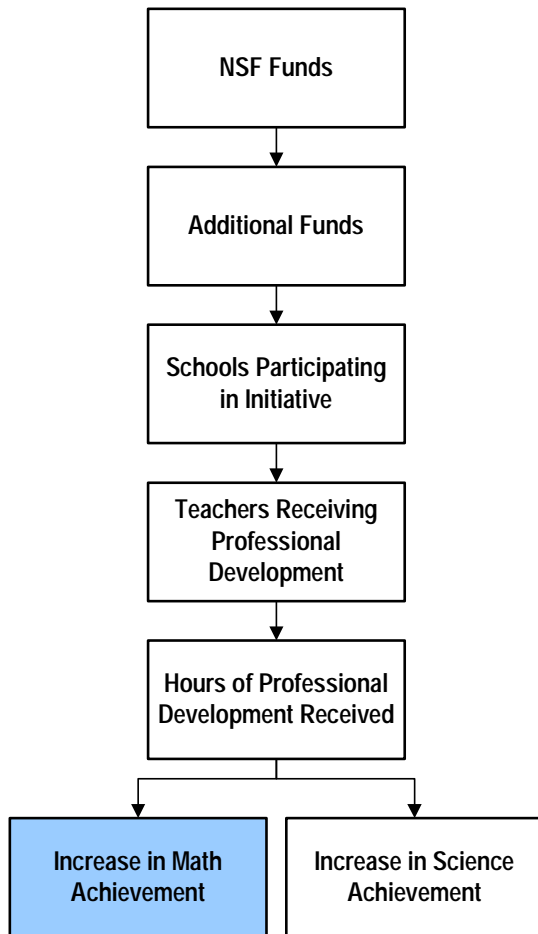 NSF Funds
Additional Funds
Schools Participating
in Initiative
Teachers Receiving
Professional
Development
Hours of Professional
Development Received
Increase in Math
Achievement
Increase in Science
Achievement